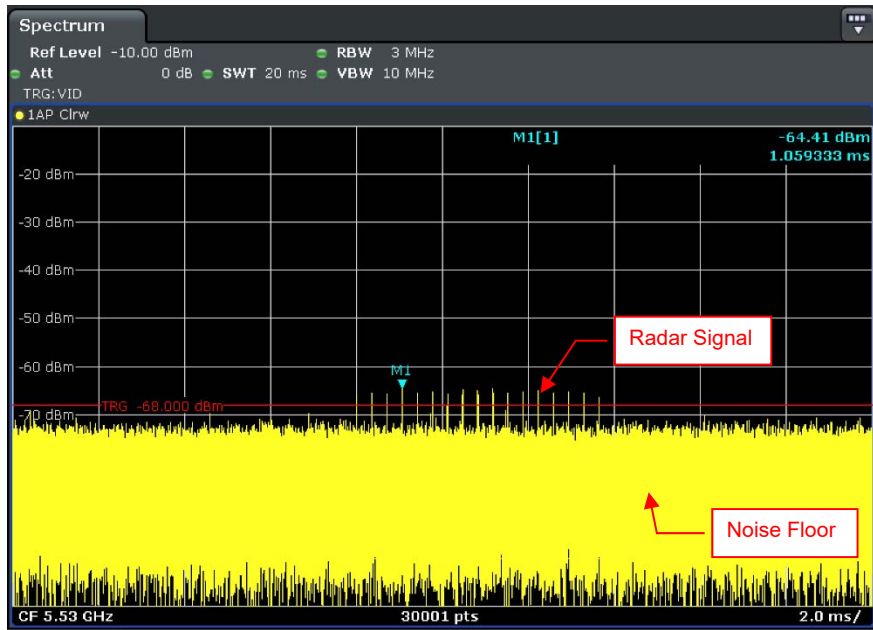 Spectrum
Ref Level -10.00 dBm RBW 3 MHz
Att 0 dB SWT 20 ms VBW 10 MHz
TRG:VID
1AP Clrw
M1[1] -64.41 dBm
1.059333 ms
-20 dBm
-30 dBm
-40 dBm
-50 dBm
Radar Signal
-60 dBm
M1
TRG -68.000 dBm
-70 dBm
Noise Floor
CF 5.53 GHz 30001 pts 2.0 ms/